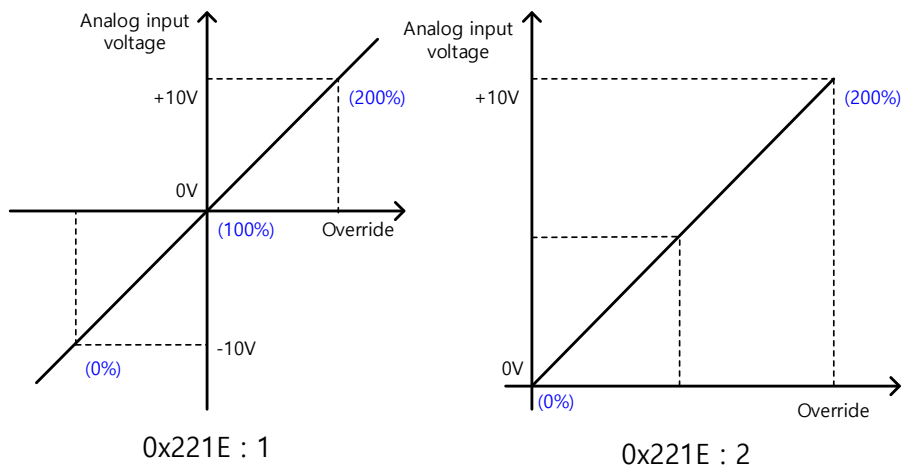 Analog input
voltage
+10V
(200%)
0V
(100%)
Override
-10V
(0%)
0x221E : 1
Analog input
voltage
+10V
(200%)
0V
(0%)
Override
0x221E : 2